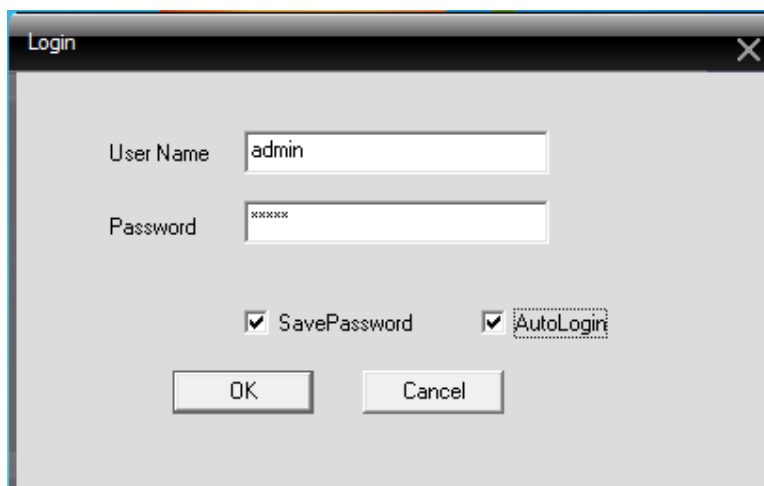 Login
User Name admin
Password *****
SavePassword AutoLogin
OK Cancel